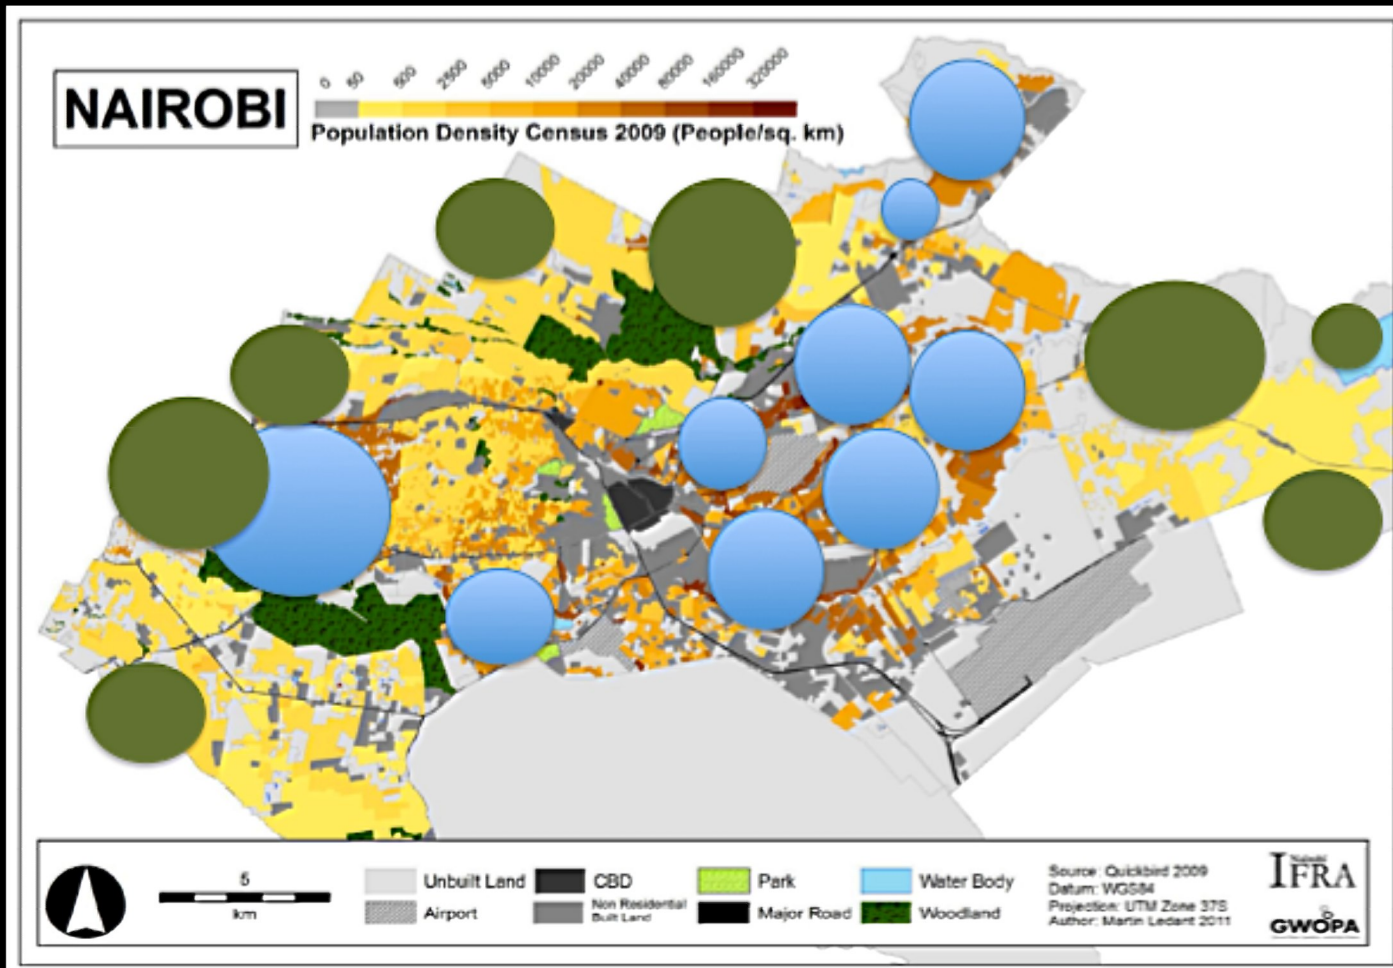 NAIROBI
0 50 500 2500 5000 10000 20000 40000 80000 160000 320000
Population Density Census 2009 (People/sq. km)
5
km
Unbuilt Land
CBD
Park
Water Body
Airport
Non Residential
Built Land
Major Road
Woodland
Source: Quickbird 2009
Datum: WGS84
Projection: UTM Zone 37S
Author: Martin Ledant 2011
Nairobi
IFRA
GWOPA